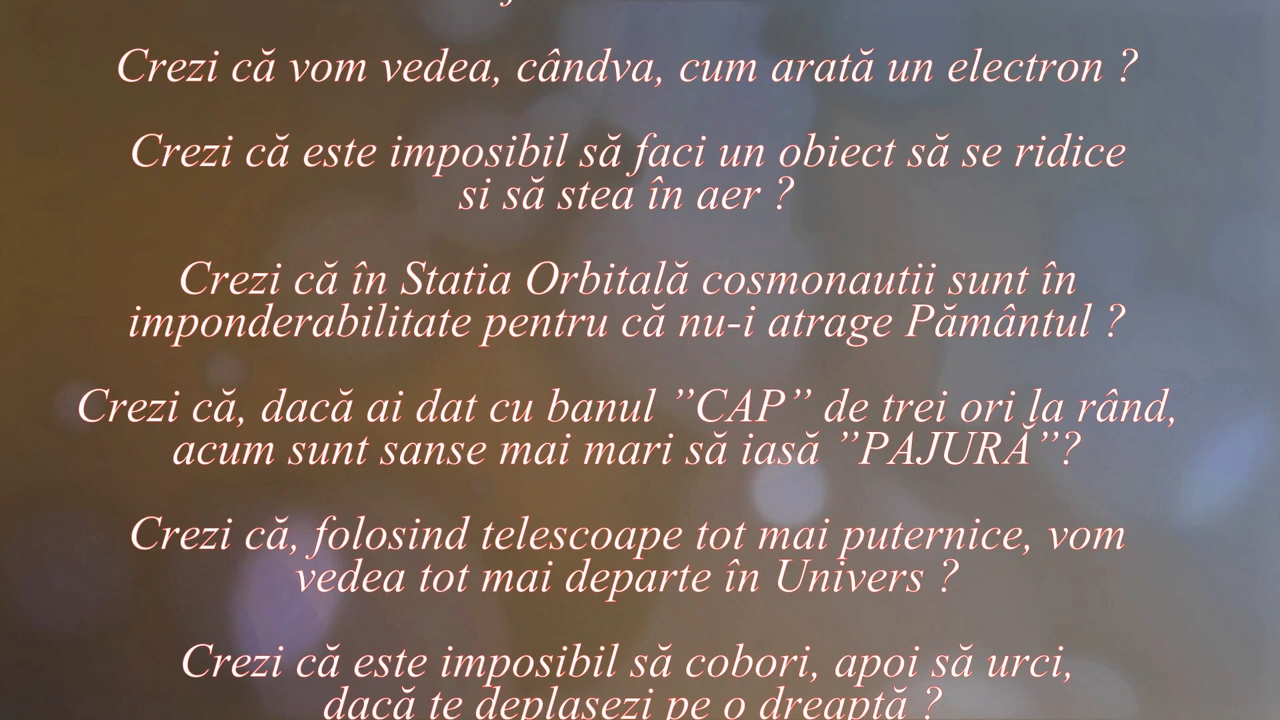 Crezi că vom vedea, cândva, cum arată un electron ?
Crezi că este imposibil să faci un obiect să se ridice
si să stea în aer ?
Crezi că în Statia Orbitală cosmonautii sunt în
imponderabilitate pentru că nu-i atrage Pământul ?
Crezi că, dacă ai dat cu banul ”CAP” de trei ori la rând,
acum sunt sanse mai mari să iasă ”PAJURĂ”?
Crezi că, folosind telescoape tot mai puternice, vom
vedea tot mai departe în Univers ?
Crezi că este imposibil să cobori, apoi să urci,
dacă te deplasezi pe o dreaptă ?